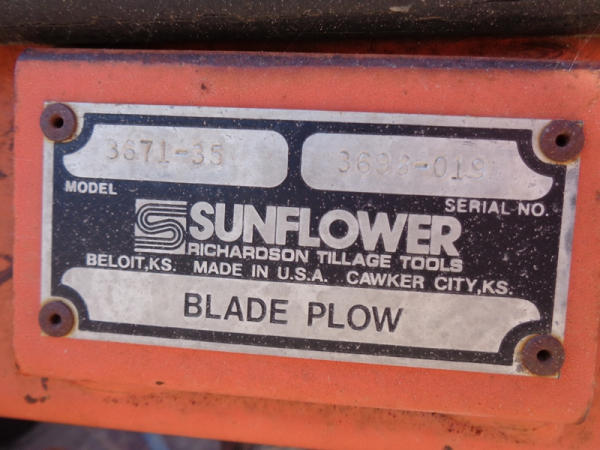 3671-35 3698-019
MODEL SERIAL NO.
SUNFLOWER
RICHARDSON TILLAGE TOOLS
BELOIT,KS. MADE IN U.S.A. CAWKER CITY,KS.
BLADE PLOW